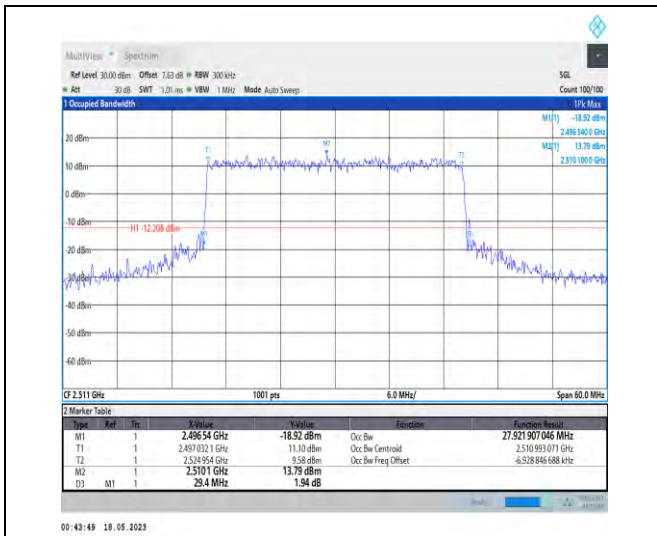 MultiView Spectrum
Ref Level 30.00 dBm Offset 7.63 dB RBW 300 kHz SGL
Att 30 dB SWT 1.01 ms VBW 1 MHz Mode Auto Sweep Count 100/100
1 Occupied Bandwidth 1Pk Max
M1[1] -18.92 dBm
2.496 540 0 GHz
20 dBm
M2[1] 13.79 dBm
2.510 100 0 GHz
T1 M2 T2
10 dBm
0 dBm
-10 dBm
H1 -12.208 dBm
M1
-20 dBm
-30 dBm
-40 dBm
-50 dBm
-60 dBm
CF 2.511 GHz 1001 pts 6.0 MHz/ Span 60.0 MHz
2 Marker Table
Type Ref Trc X-Value Y-Value Function Function Result
M1 1 2.496 54 GHz -18.92 dBm Occ Bw 27.921 907 046 MHz
T1 1 2.497 032 1 GHz 11.10 dBm Occ Bw Centroid 2.510 993 071 GHz
T2 1 2.524 954 GHz 9.58 dBm Occ Bw Freq Offset -6.928 846 688 kHz
M2 1 2.510 1 GHz 13.79 dBm
D3 M1 1 29.4 MHz 1.94 dB
00:43:49 18.05.2023